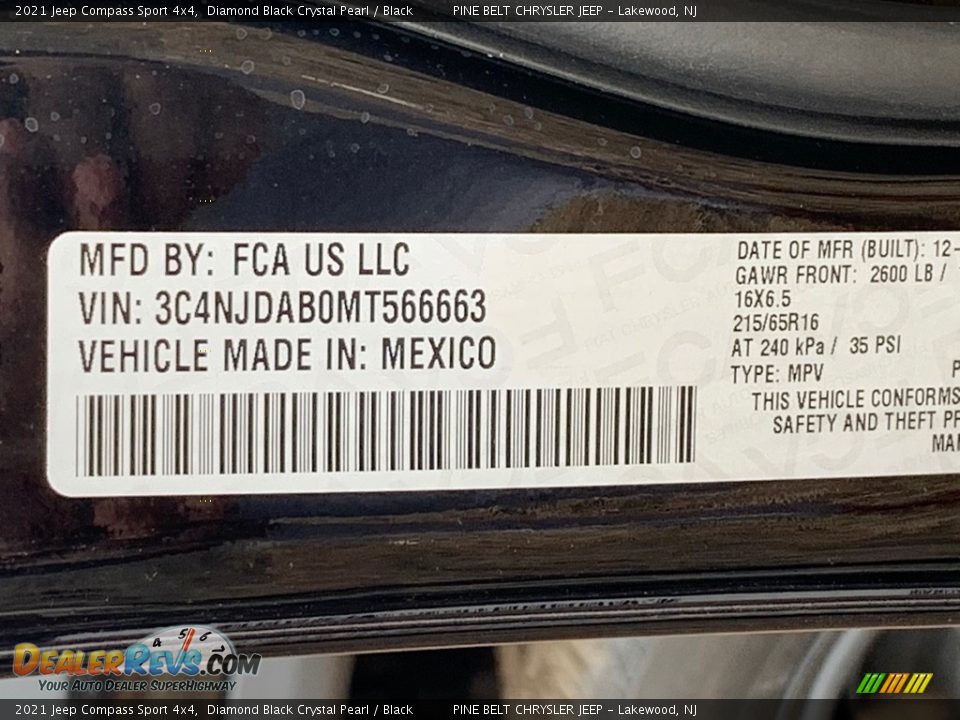 2021 Jeep Compass Sport 4x4, Diamond Black Crystal Pearl / Black PINE BELT CHRYSLER JEEP - Lakewood, NJ
MFD BY: FCA US LLC
VIN: 3C4NJDAB0MT566663
VEHICLE MADE IN: MEXICO
DATE OF MFR (BUILT): 12-
GAWR FRONT: 2600 LB /
16X6.5
215/65R16
AT 240 kPa / 35 PSI
TYPE: MPV
THIS VEHICLE CONFORMS
SAFETY AND THEFT
4 5 6
DEALERREVS.COM
YOUR AUTO DEALER SUPERHIGHWAY
2021 Jeep Compass Sport 4x4, Diamond Black Crystal Pearl / Black PINE BELT CHRYSLER JEEP - Lakewood, NJ